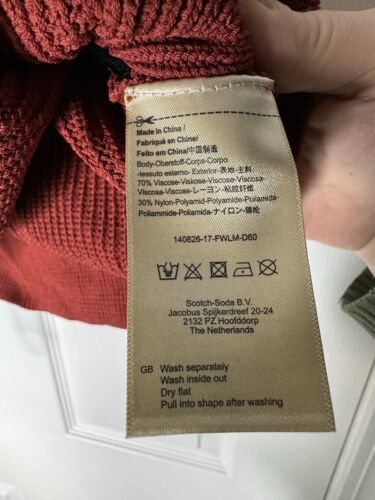 Made in China /
Fabriqué en China/
Feito em China/中国制造
Body-Oberstoff-Corps-Corpo
-tessuto esterno- Exterior-表地-主料
70% Viscose-Viskose-Viscose-Viscosa-
Viscose-Viscose-レーヨン-粘胶纤维
30% Nylon-Polyamid-Polyamide-Poliamida-
Poliammide-Poliamida-ナイロン-锦纶
140826-17-FWLM-D60
Scotch-Soda B.V.
Jacobus Spijkerdreef 20-24
2132 PZ Hoofddorp
The Netherlands
GB Wash separately
Wash inside out
Dry flat
Pull into shape after washing